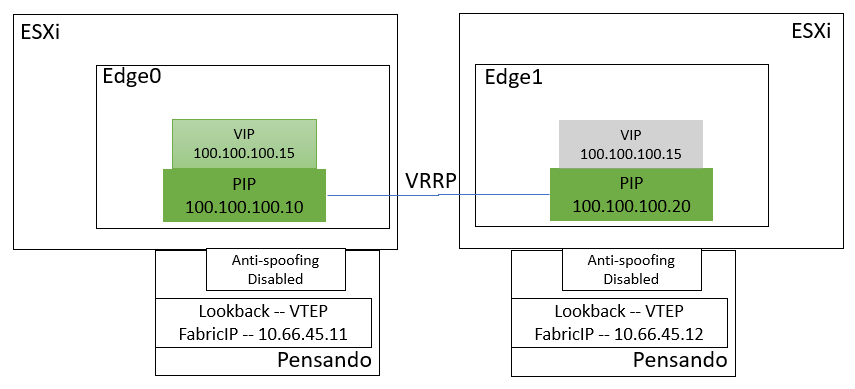 ESXi
Edge0
VIP
100.100.100.15
PIP
100.100.100.10
VRRP
ESXi
Edge1
VIP
100.100.100.15
PIP
100.100.100.20
Anti-spoofing
Disabled
Lookback -- VTEP
FabricIP -- 10.66.45.11
Pensando
Anti-spoofing
Disabled
Lookback -- VTEP
FabricIP -- 10.66.45.12
Pensando